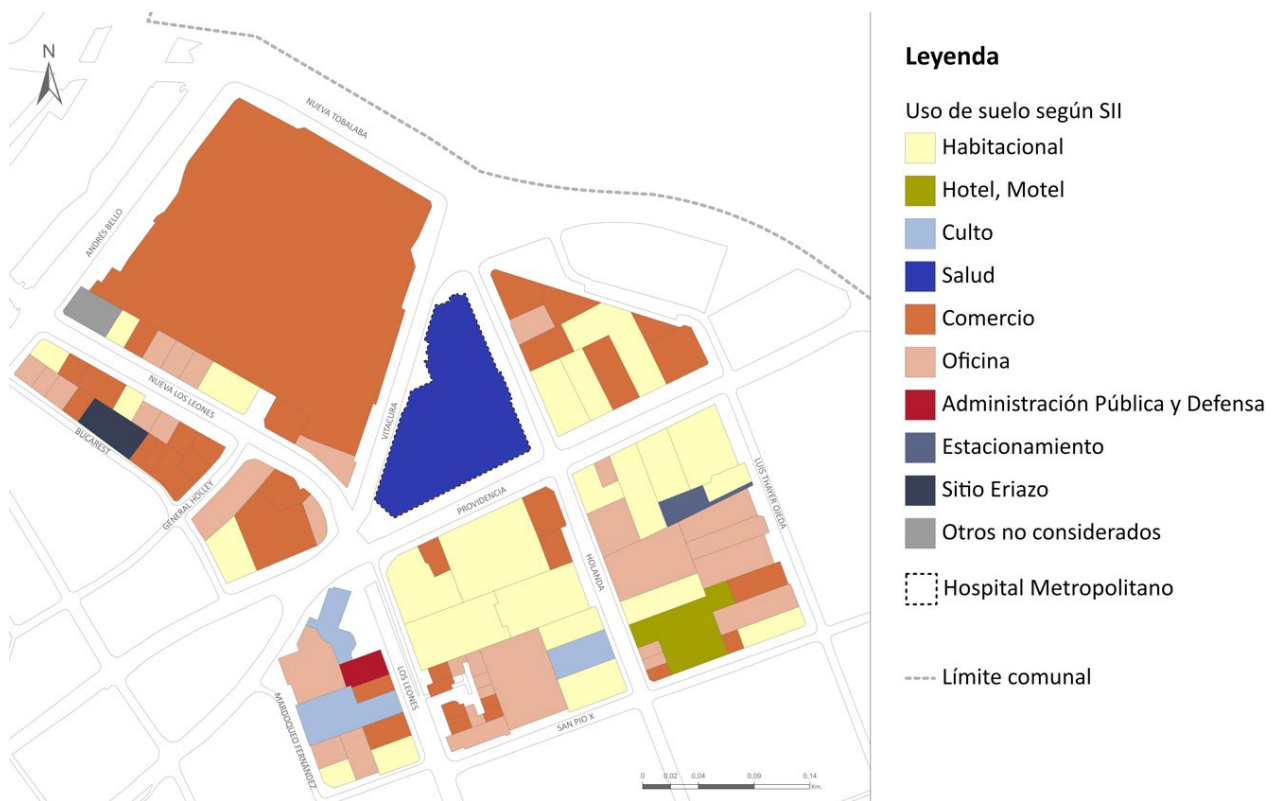 N
NUEVA TOBALABA
ANDRÉS BELLO
NUEVA LOS LEONES
BUCAREST
GENERAL HOLLEY
VITACURA
PROVIDENCIA
HOLANDA
LUIS THAYER OJEDA
LOS LEONES
MARDOQUEO FERNÁNDEZ
SAN PIO X
0 0,02 0,04 0,09 0,14
Km.
Leyenda
Uso de suelo según SII
Habitacional
Hotel, Motel
Culto
Salud
Comercio
Oficina
Administración Pública y Defensa
Estacionamiento
Sitio Eriazo
Otros no considerados
Hospital Metropolitano
Límite comunal